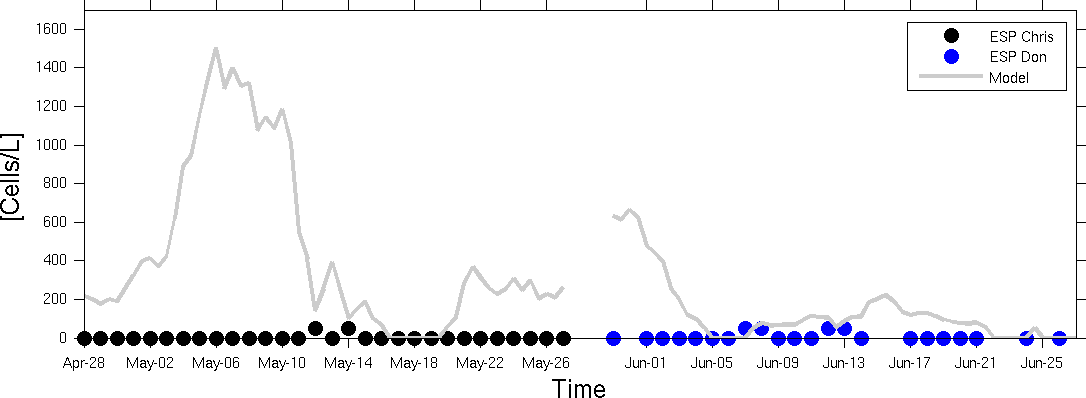 1600
1400
1200
1000
800
600
400
200
0
[Cells/L]
ESP Chris
ESP Don
Model
Apr-28 May-02 May-06 May-10 May-14 May-18 May-22 May-26 Jun-01 Jun-05 Jun-09 Jun-13 Jun-17 Jun-21 Jun-25
Time